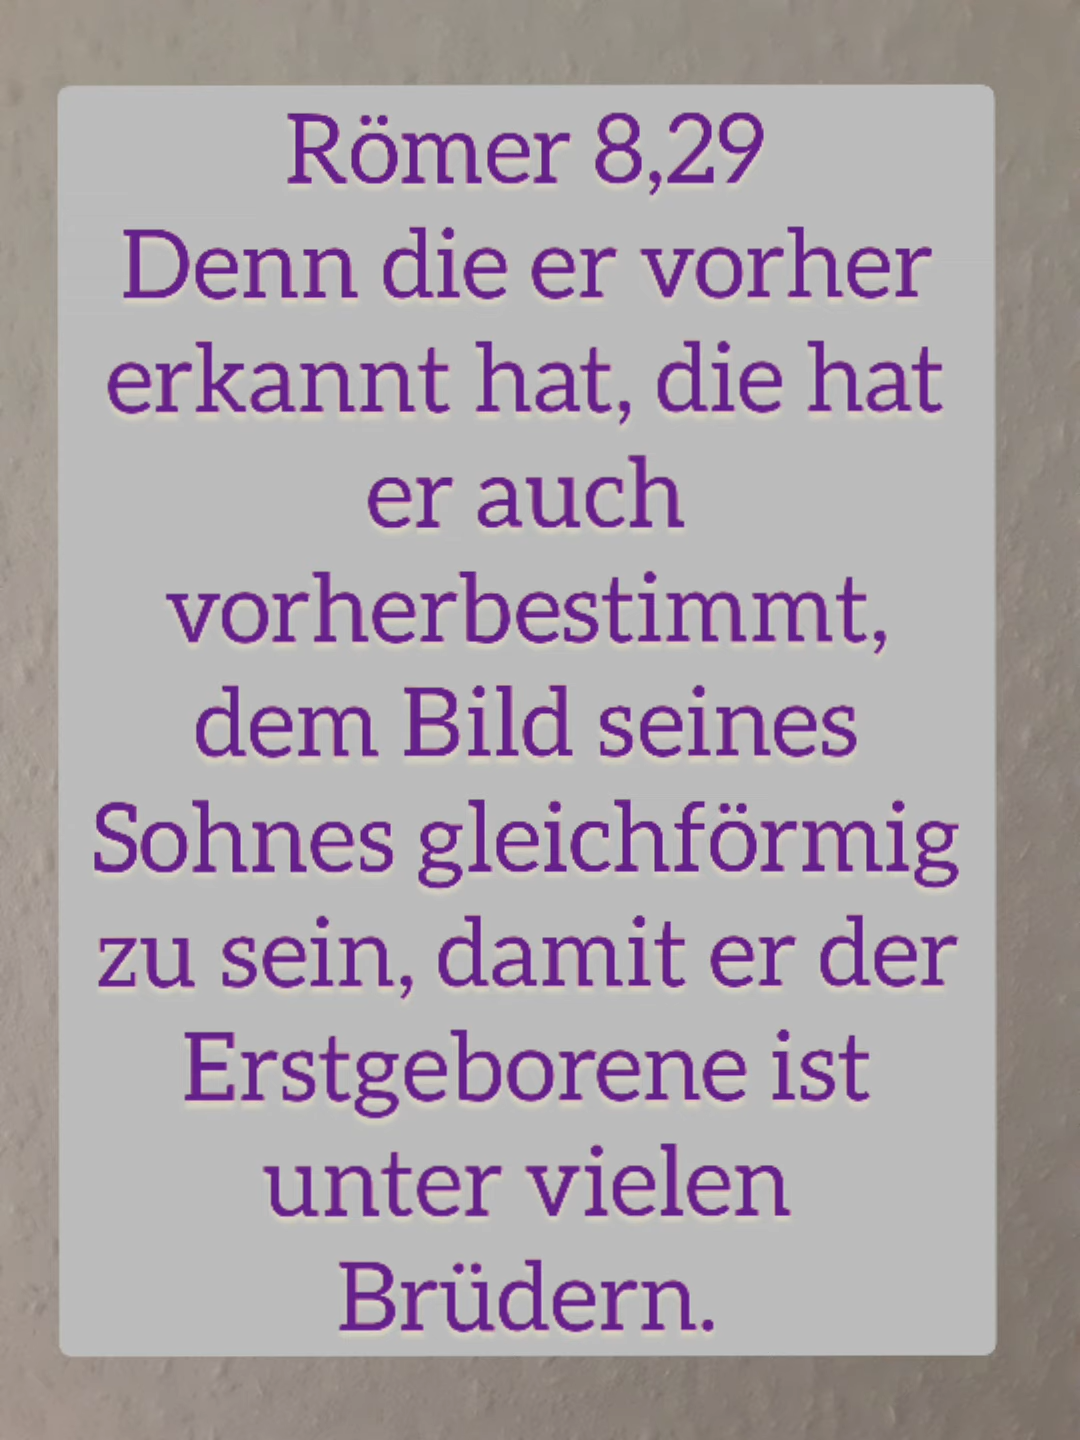 Römer 8,29
Denn die er vorher
erkannt hat, die hat
er auch
vorherbestimmt,
dem Bild seines
Sohnes gleichförmig
zu sein, damit er der
Erstgeborene ist
unter vielen
Brüdern.